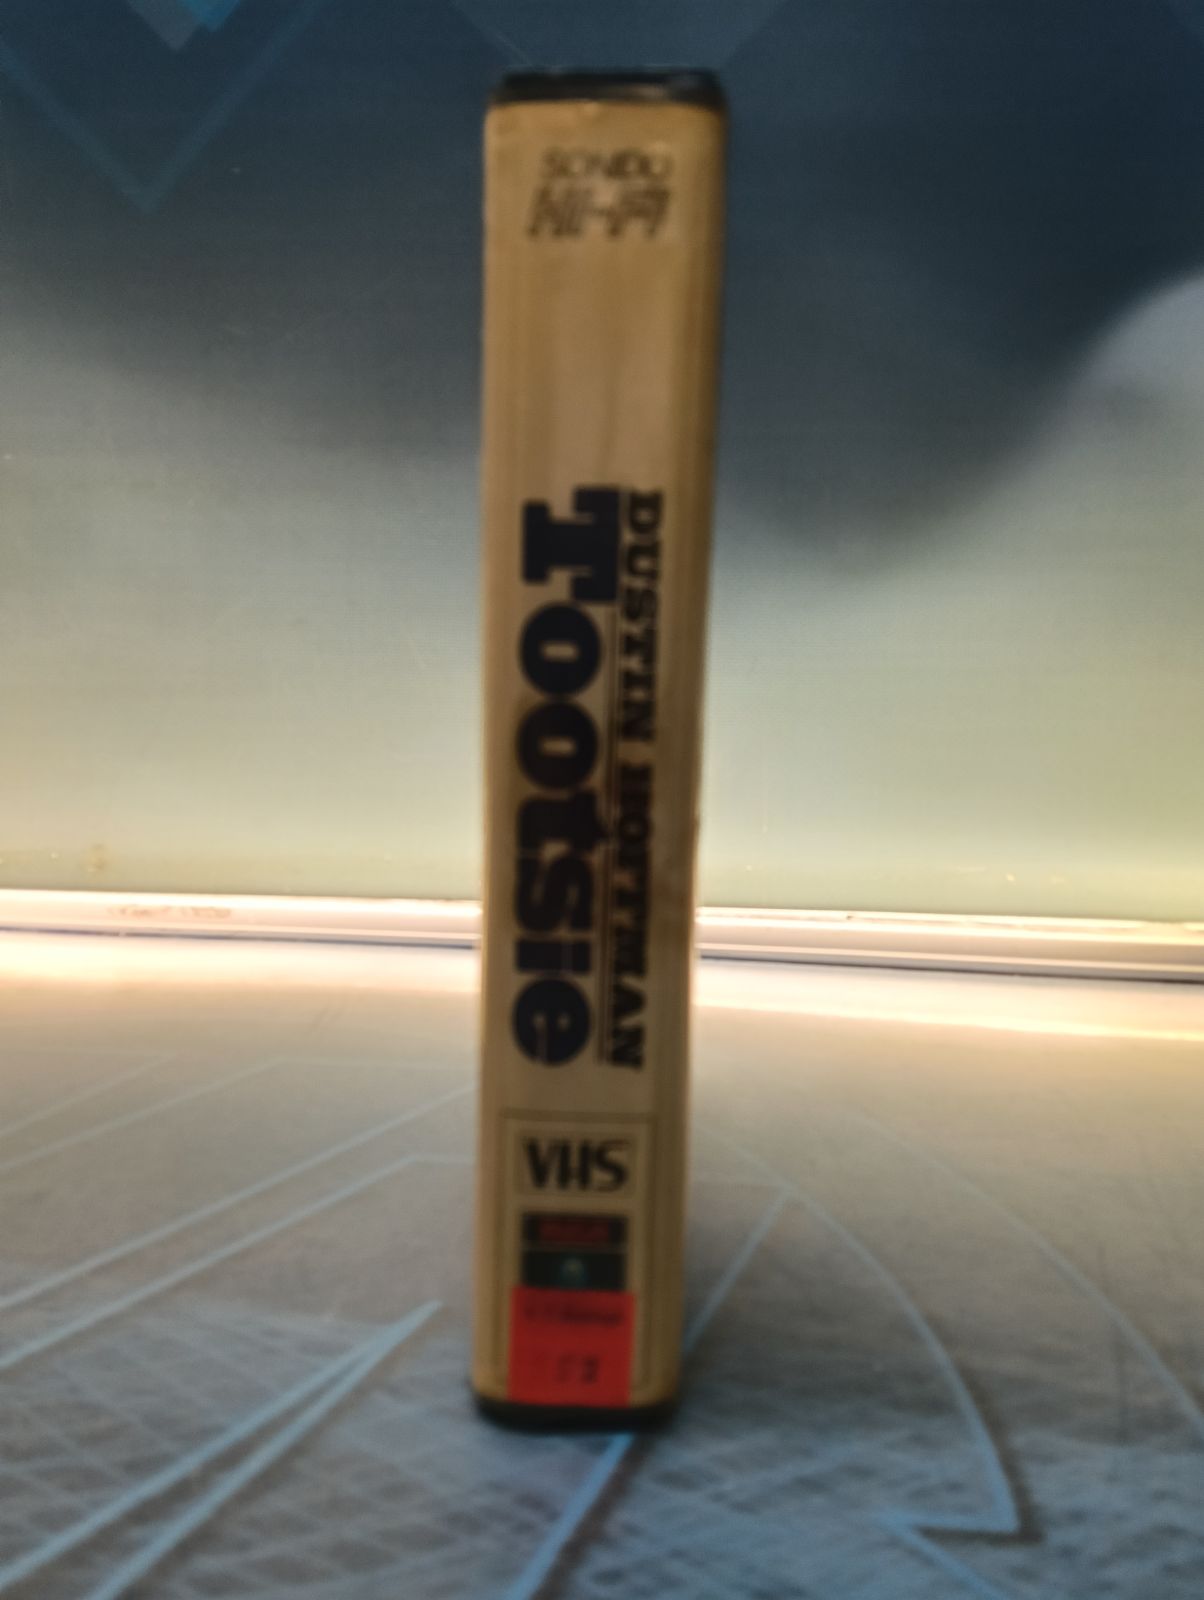 SONIDO
HI-FI
DUSTIN HOFFMAN
Tootsie
VHS